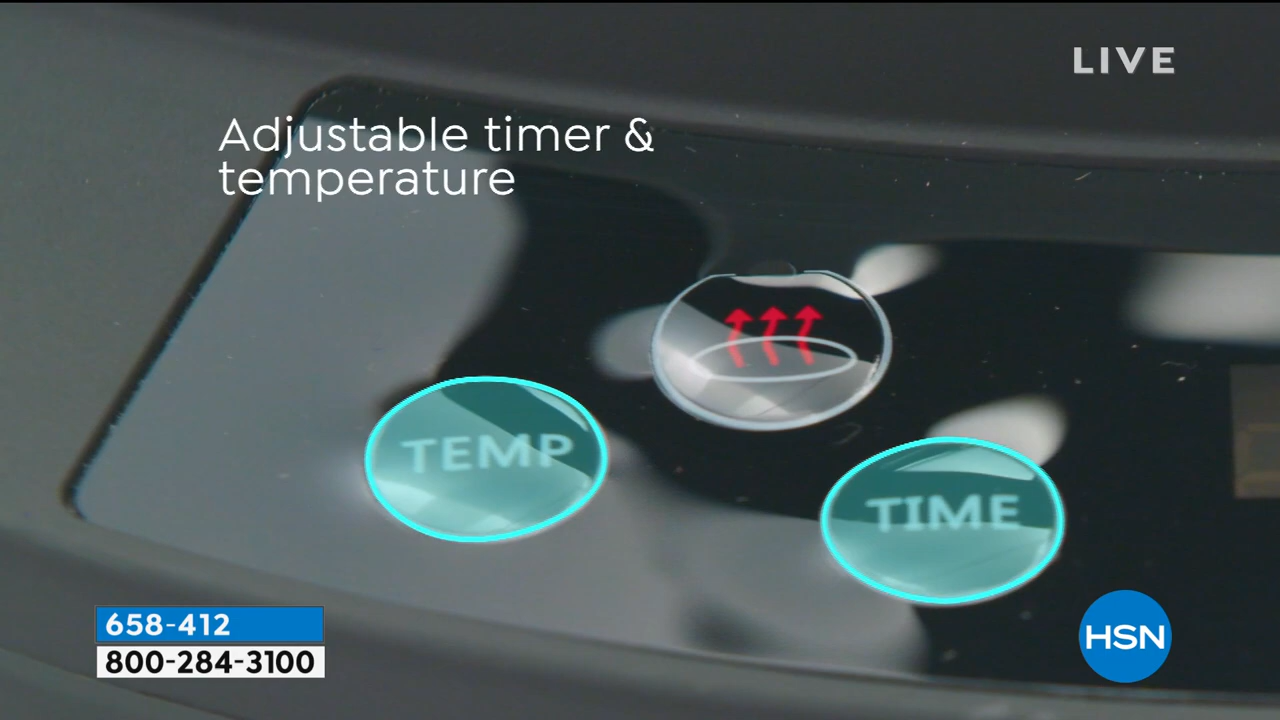 LIVE
Adjustable timer &
temperature
TEMP
TIME
658-412
800-284-3100
HSN